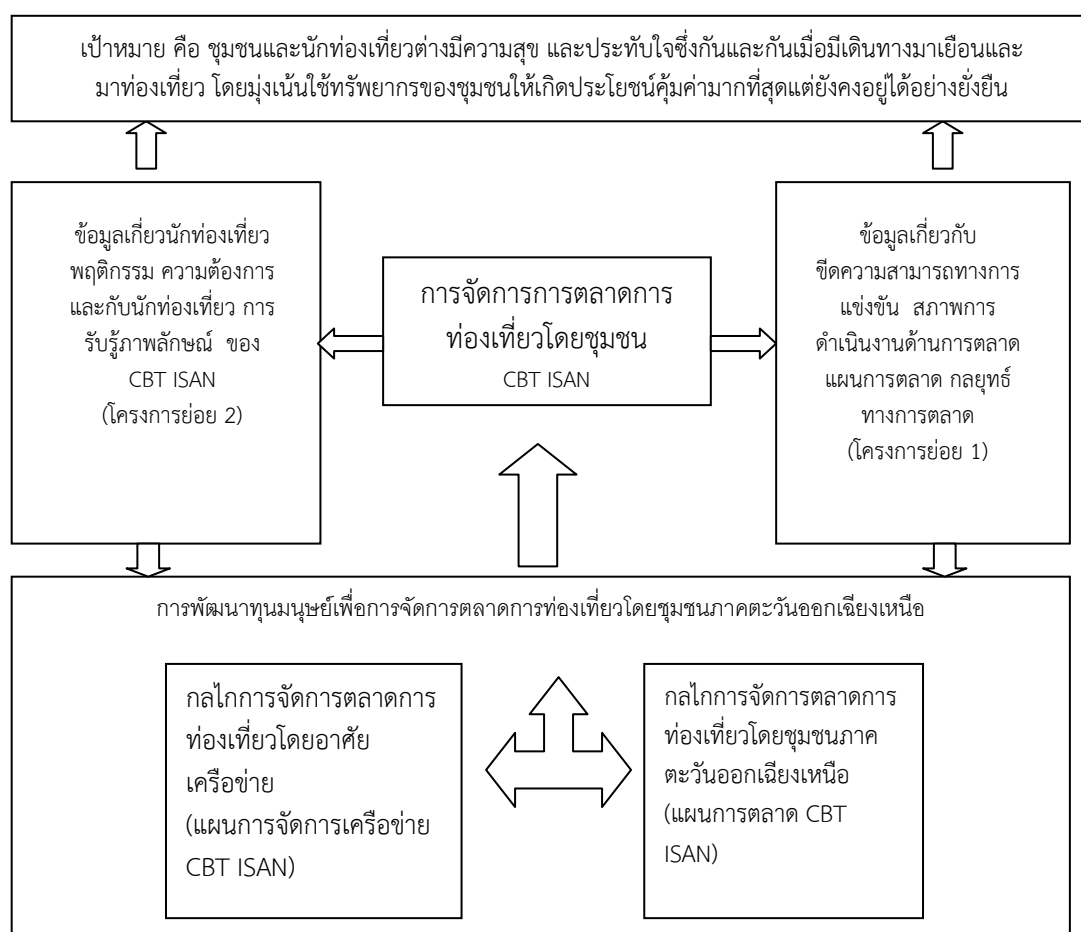 เป้าหมาย คือ ชุมชนและนักท่องเที่ยวต่างมีความสุข และประทับใจซึ่งกันและกันเมื่อมีเดินทางมาเยือนและ
มาท่องเที่ยว โดยมุ่งเน้นใช้ทรัพยากรของชุมชนให้เกิดประโยชน์คุ้มค่ามากที่สุดแต่ยังคงอยู่ได้อย่างยั่งยืน
ข้อมูลเกี่ยวนักท่องเที่ยว
พฤติกรรม ความต้องการ
และกับนักท่องเที่ยว การ
รับรู้ภาพลักษณ์ ของ
CBT ISAN
(โครงการย่อย 2)
การจัดการการตลาดการ
ท่องเที่ยวโดยชุมชน
CBT ISAN
ข้อมูลเกี่ยวกับ
ขีดความสามารถทางการ
แข่งขัน สภาพการ
ดำเนินงานด้านการตลาด
แผนการตลาด กลยุทธ์
ทางการตลาด
(โครงการย่อย 1)
การพัฒนาทุนมนุษย์เพื่อการจัดการตลาดการท่องเที่ยวโดยชุมชนภาคตะวันออกเฉียงเหนือ
กลไกการจัดการตลาดการ
ท่องเที่ยวโดยอาศัย
เครือข่าย
(แผนการจัดการเครือข่าย
CBT ISAN)
กลไกการจัดการตลาดการ
ท่องเที่ยวโดยชุมชนภาค
ตะวันออกเฉียงเหนือ
(แผนการตลาด CBT
ISAN)